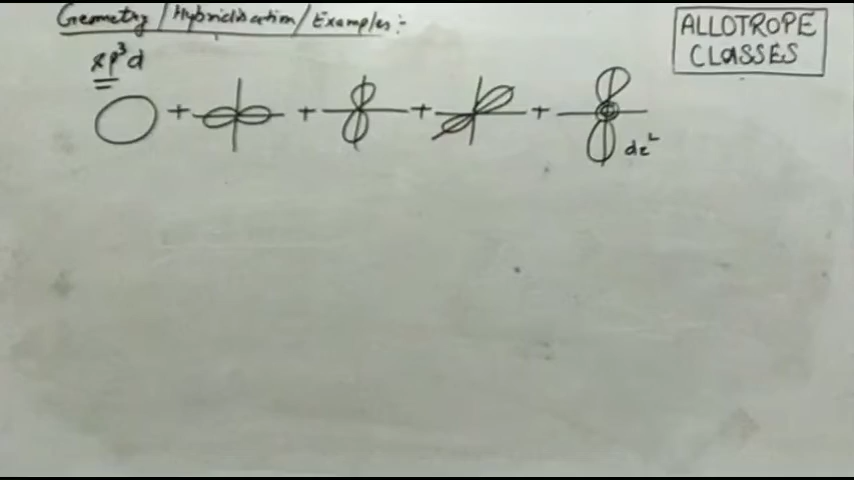 Geometry / Hybridisation / Examples :-
ALLOTROPE
CLASSES
sp³d
+ + + +
dz²